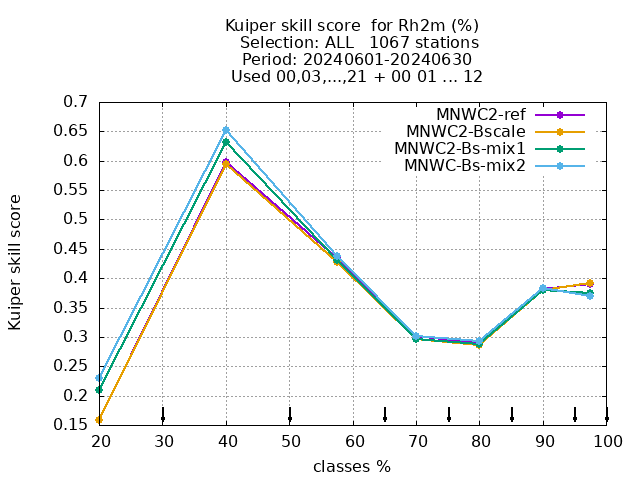 Kuiper skill score  for Rh2m (%)
Selection: ALL   1067 stations
Period: 20240601-20240630
Used 00,03,...,21 + 00 01 ... 12
MNWC2-ref
MNWC2-Bscale
MNWC2-Bs-mix1
MNWC-Bs-mix2
Kuiper skill score
0.7
0.65
0.6
0.55
0.5
0.45
0.4
0.35
0.3
0.25
0.2
0.15
20 30 40 50 60 70 80 90 100
classes %